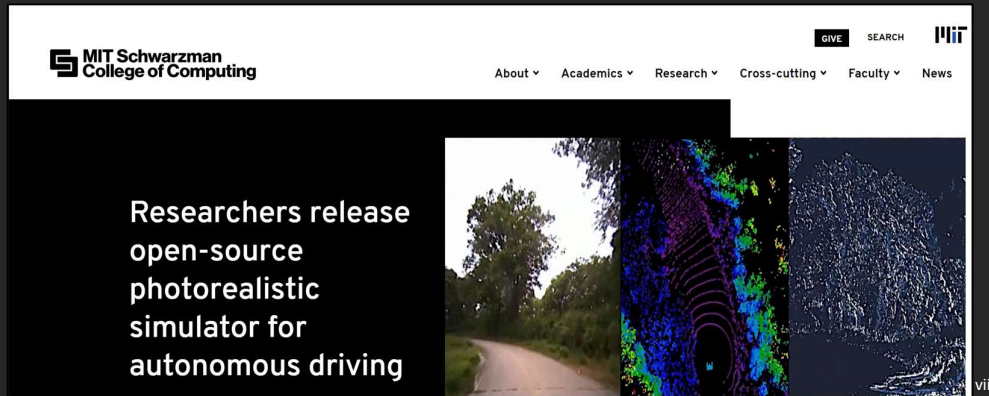 GIVE
SEARCH
MIT
MIT Schwarzman
College of Computing
About
Academics
Research
Cross-cutting
Faculty
News
Researchers release
open-source
photorealistic
simulator for
autonomous driving